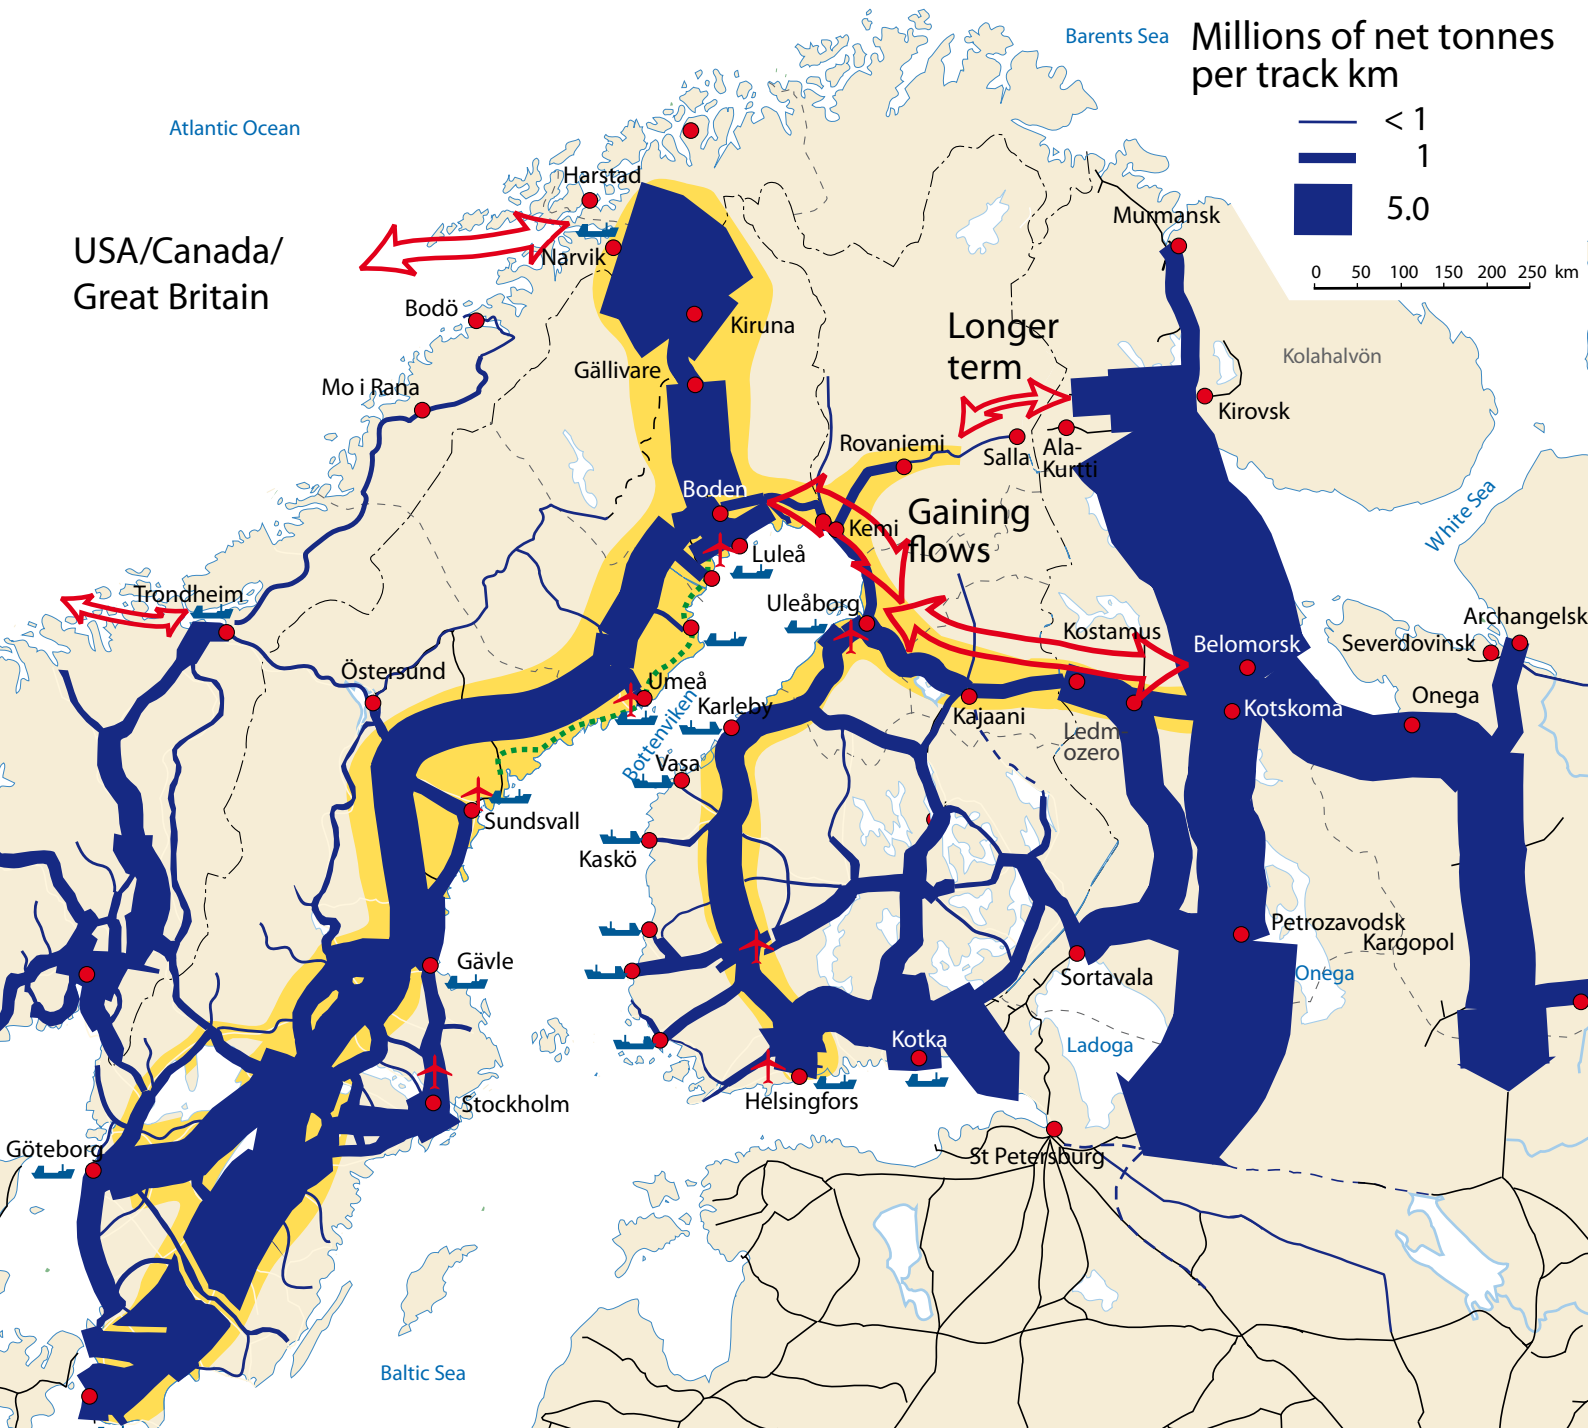 Barents Sea
Millions of net tonnes
per track km
< 1
1
5.0
0 50 100 150 200 250 km
Atlantic Ocean
Harstad
Murmansk
USA/Canada/
Great Britain
Narvik
Bodö
Kiruna
Longer
term
Kolahalvön
Gällivare
Mo i Rana
Kirovsk
Rovaniemi
Salla
Ala-
Kurtti
Boden
Gaining
flows
Kemi
White Sea
Luleå
Trondheim
Uleåborg
Kostamus
Archangelsk
Severdovinsk
Belomorsk
Östersund
Umeå
Karleby
Kajaani
Kotskoma
Onega
Ledm-
ozero
Bottenviken
Vasa
Sundsvall
Kaskö
Petrozavodsk
Kargopol
Gävle
Sortavala
Onega
Kotka
Ladoga
Stockholm
Helsingfors
Göteborg
St Petersburg
Baltic Sea